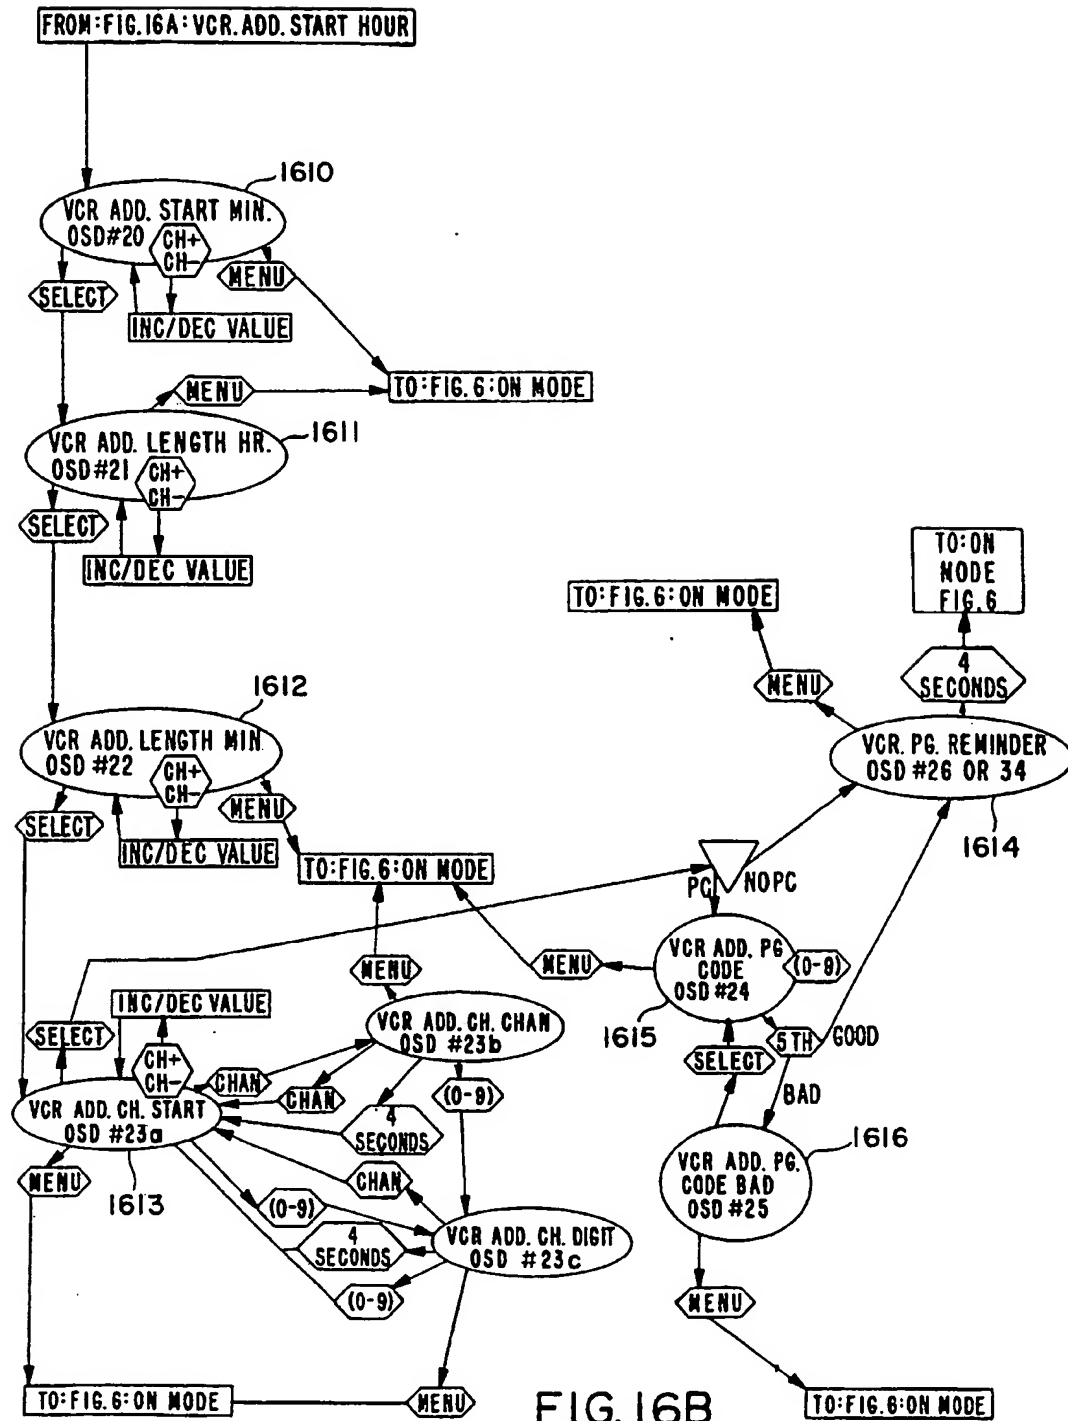 FROM:FIG.16A:VCR.ADD.START HOUR
1610
VCR ADD. START MIN.
OSD#20
CH+
CH-
MENU
SELECT
INC/DEC VALUE
TO:FIG.6:ON MODE
MENU
1611
VCR ADD. LENGTH HR.
OSD#21
CH+
CH-
SELECT
INC/DEC VALUE
TO:ON
MODE
FIG.6
TO:FIG.6:ON MODE
4
SECONDS
MENU
1612
VCR ADD. LENGTH MIN
OSD #22
CH+
CH-
MENU
SELECT
INC/DEC VALUE
VCR. PG. REMINDER
OSD #26 OR 34
1614
TO:FIG.6:ON MODE
PC
NOPC
VCR ADD. PG
CODE
OSD #24
(0-9)
MENU
MENU
1615
5TH
GOOD
SELECT
BAD
INC/DEC VALUE
SELECT
CH+
CH-
VCR ADD. CH. CHAN
OSD #23b
CHAN
CHAN
(0-9)
VCR ADD. CH. START
OSD #23a
4
SECONDS
MENU
1613
CHAN
VCR ADD. PG.
CODE BAD
OSD #25
1616
(0-9)
4
SECONDS
VCR ADD. CH. DIGIT
OSD #23c
(0-9)
MENU
TO:FIG.6:ON MODE
MENU
FIG.16B
TO:FIG.6:ON MODE